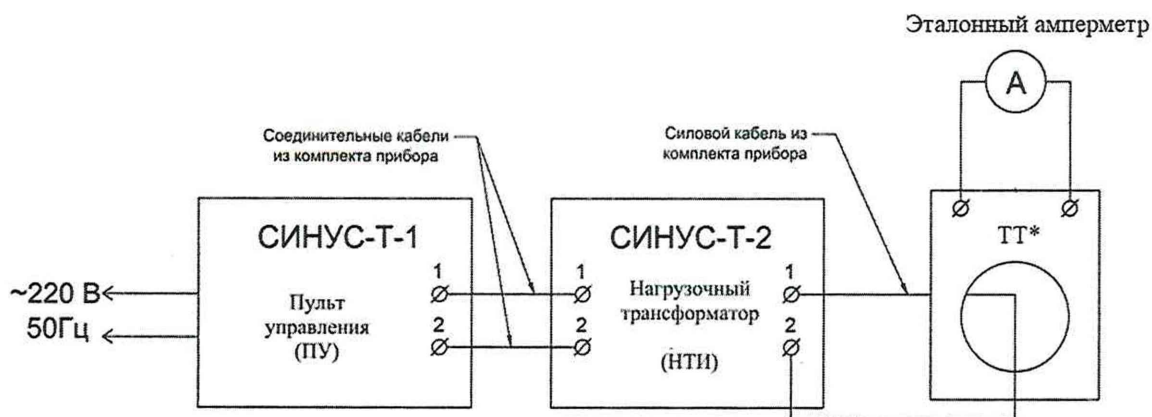 Эталонный амперметр
А
Соединительные кабели
из комплекта прибора
Силовой кабель из
комплекта прибора
СИНУС-Т-1
СИНУС-Т-2
ТТ*
~220 В
50Гц
Пульт
управления
(ПУ)
1
2
1
2
Нагрузочный
трансформатор
(НТИ)
1
2